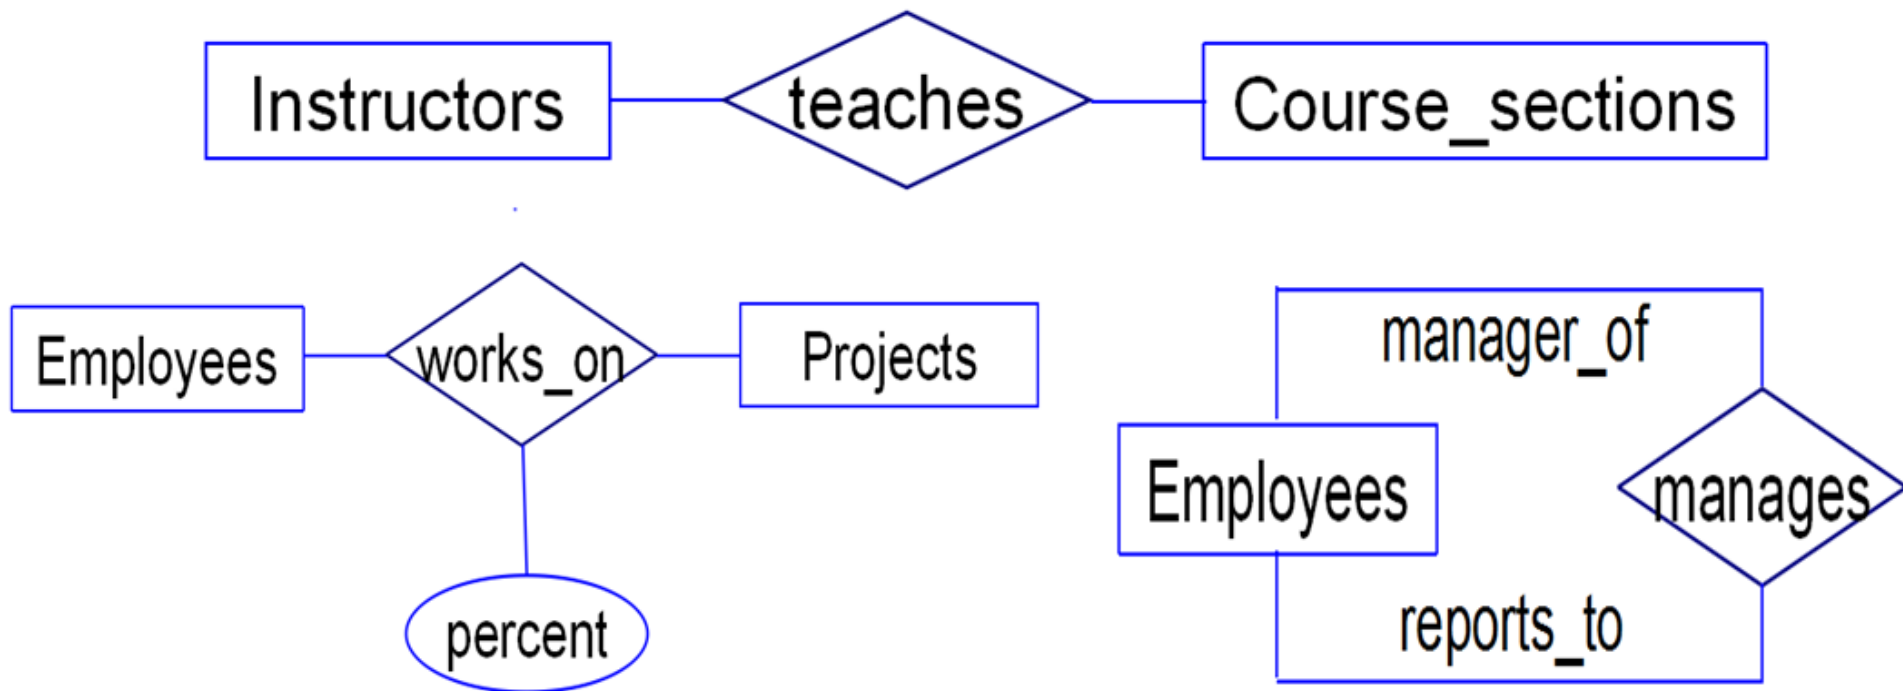 Instructors teaches Course_sections
Employees works_on Projects
percent
manager_of
Employees manages
reports_to